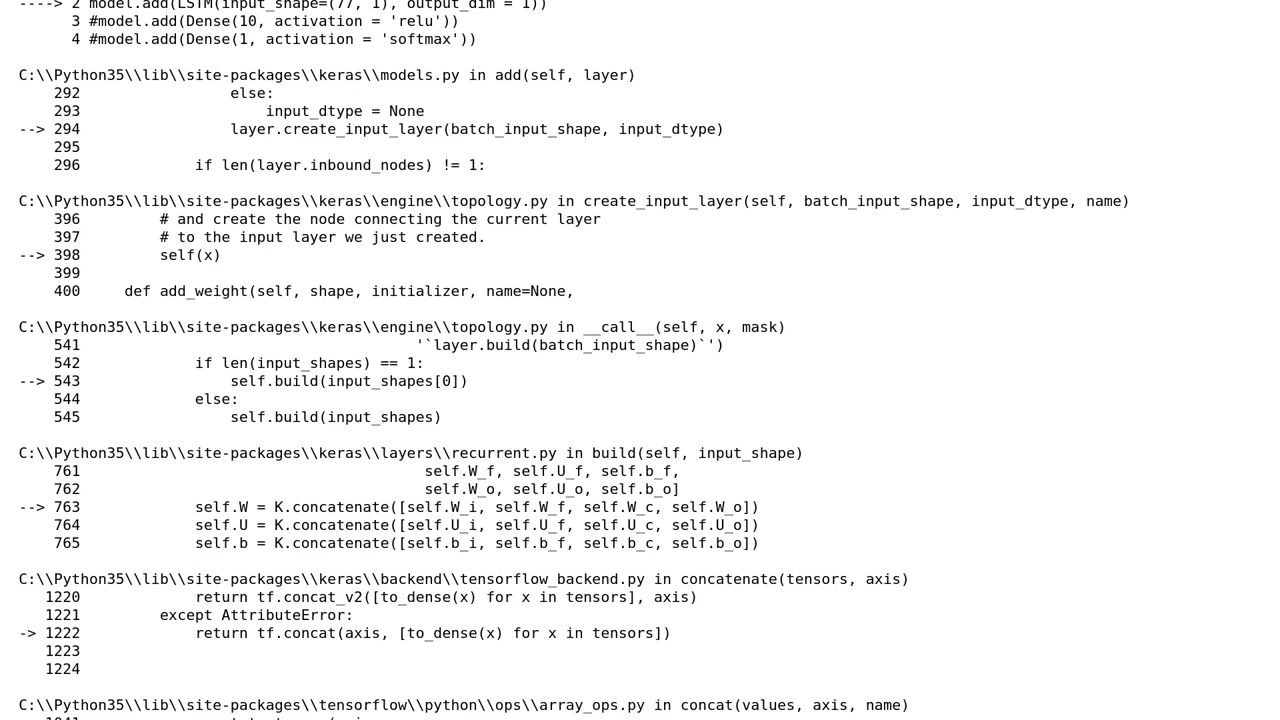 ----> 2 model.add(LSTM(input_shape=(77, 1), output_dim = 1))
      3 #model.add(Dense(10, activation = 'relu'))
      4 #model.add(Dense(1, activation = 'softmax'))
C:\\Python35\\lib\\site-packages\\keras\\models.py in add(self, layer)
    292                 else:
    293                     input_dtype = None
--> 294                 layer.create_input_layer(batch_input_shape, input_dtype)
    295
    296             if len(layer.inbound_nodes) != 1:
C:\\Python35\\lib\\site-packages\\keras\\engine\\topology.py in create_input_layer(self, batch_input_shape, input_dtype, name)
    396         # and create the node connecting the current layer
    397         # to the input layer we just created.
--> 398         self(x)
    399
    400     def add_weight(self, shape, initializer, name=None,
C:\\Python35\\lib\\site-packages\\keras\\engine\\topology.py in __call__(self, x, mask)
    541                                      '`layer.build(batch_input_shape)`')
    542             if len(input_shapes) == 1:
--> 543                 self.build(input_shapes[0])
    544             else:
    545                 self.build(input_shapes)
C:\\Python35\\lib\\site-packages\\keras\\layers\\recurrent.py in build(self, input_shape)
    761                                       self.W_f, self.U_f, self.b_f,
    762                                       self.W_o, self.U_o, self.b_o]
--> 763             self.W = K.concatenate([self.W_i, self.W_f, self.W_c, self.W_o])
    764             self.U = K.concatenate([self.U_i, self.U_f, self.U_c, self.U_o])
    765             self.b = K.concatenate([self.b_i, self.b_f, self.b_c, self.b_o])
C:\\Python35\\lib\\site-packages\\keras\\backend\\tensorflow_backend.py in concatenate(tensors, axis)
   1220             return tf.concat_v2([to_dense(x) for x in tensors], axis)
   1221         except AttributeError:
-> 1222             return tf.concat(axis, [to_dense(x) for x in tensors])
   1223
   1224
C:\\Python35\\lib\\site-packages\\tensorflow\\python\\ops\\array_ops.py in concat(values, axis, name)